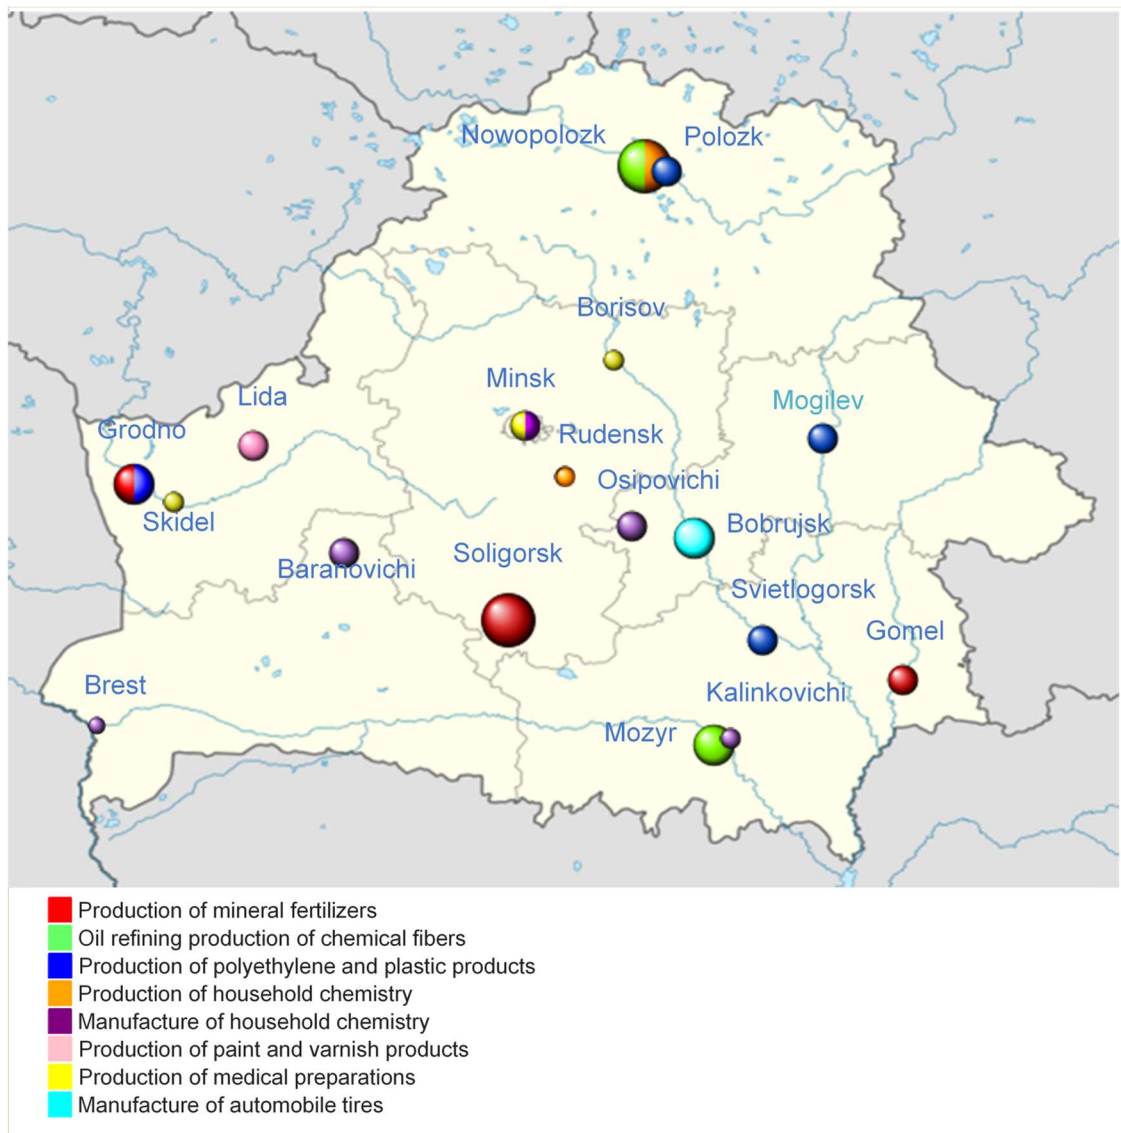 Nowopolozk
Polozk
Borisov
Minsk
Lida
Mogilev
Grodno
Rudensk
Osipovichi
Skidel
Bobrujsk
Soligorsk
Baranovichi
Svietlogorsk
Gomel
Brest
Kalinkovichi
Mozyr
Production of mineral fertilizers
Oil refining production of chemical fibers
Production of polyethylene and plastic products
Production of household chemistry
Manufacture of household chemistry
Production of paint and varnish products
Production of medical preparations
Manufacture of automobile tires